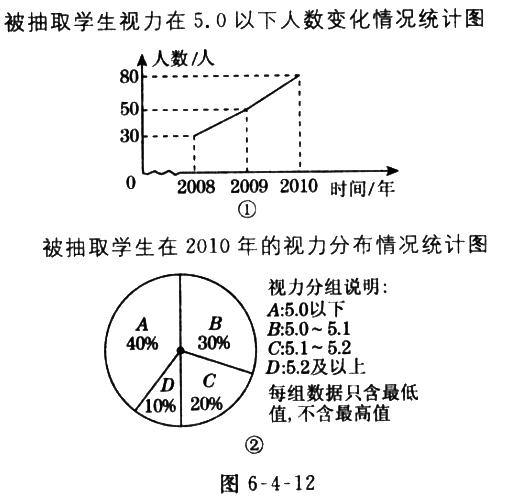 被抽取学生视力在5.0以下人数变化情况统计图
人数/人
80
50
30
0
2008 2009 2010 时间/年
①
被抽取学生在2010年的视力分布情况统计图
视力分组说明:
A:5.0以下
B:5.0~5.1
C:5.1~5.2
D:5.2及以上
每组数据只含最低
值,不含最高值
A
40%
B
30%
D
10%
C
20%
②
图6-4-12